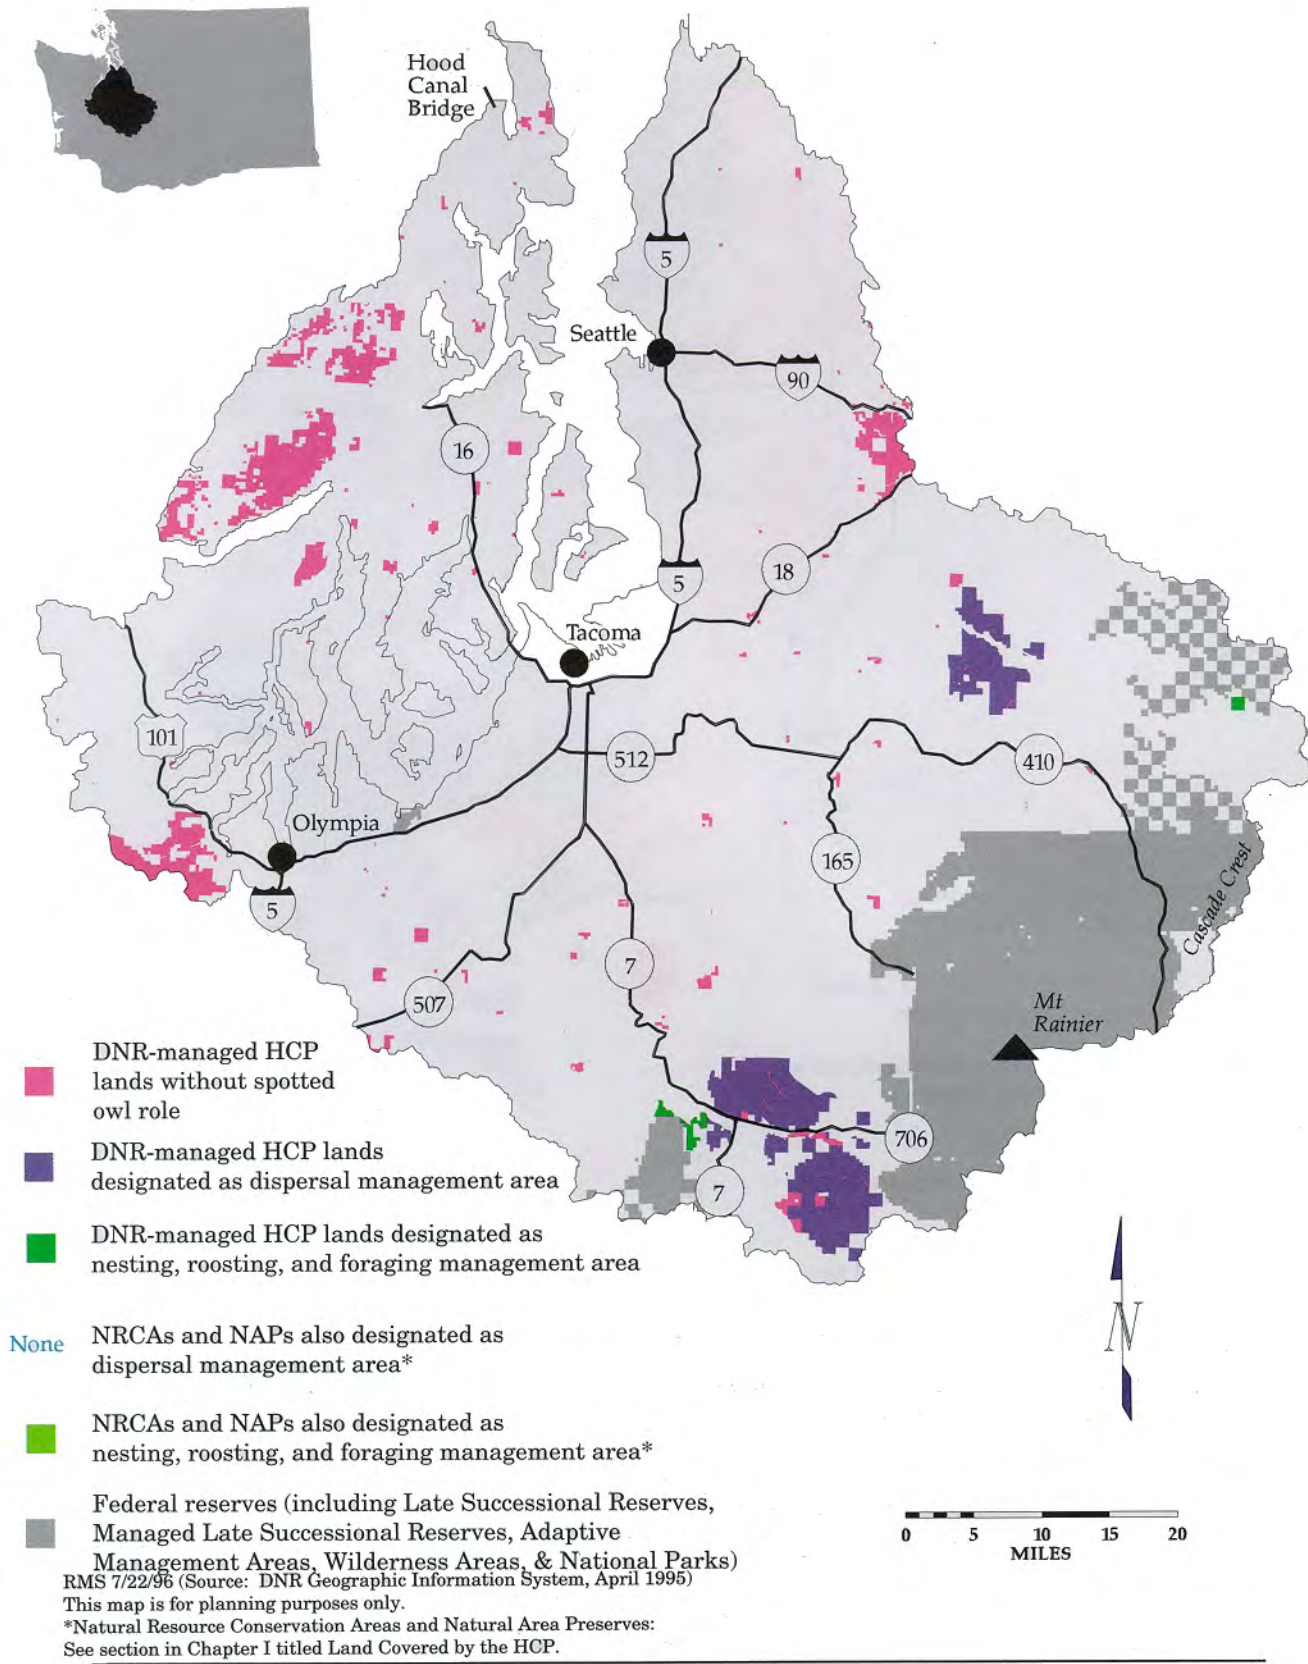 Hood
Canal
Bridge
5
Seattle
90
16
18
5
Tacoma
101
512
410
Olympia
165
Cascade Crest
5
7
507
Mt
Rainier
706
7
DNR-managed HCP
lands without spotted
owl role
DNR-managed HCP lands
designated as dispersal management area
DNR-managed HCP lands designated as
nesting, roosting, and foraging management area
None
NRCAs and NAPs also designated as
dispersal management area*
NRCAs and NAPs also designated as
nesting, roosting, and foraging management area*
Federal reserves (including Late Successional Reserves,
Managed Late Successional Reserves, Adaptive
Management Areas, Wilderness Areas, & National Parks)
N
0 5 10 15 20
MILES
RMS 7/22/96 (Source: DNR Geographic Information System, April 1995)
This map is for planning purposes only.
*Natural Resource Conservation Areas and Natural Area Preserves:
See section in Chapter I titled Land Covered by the HCP.